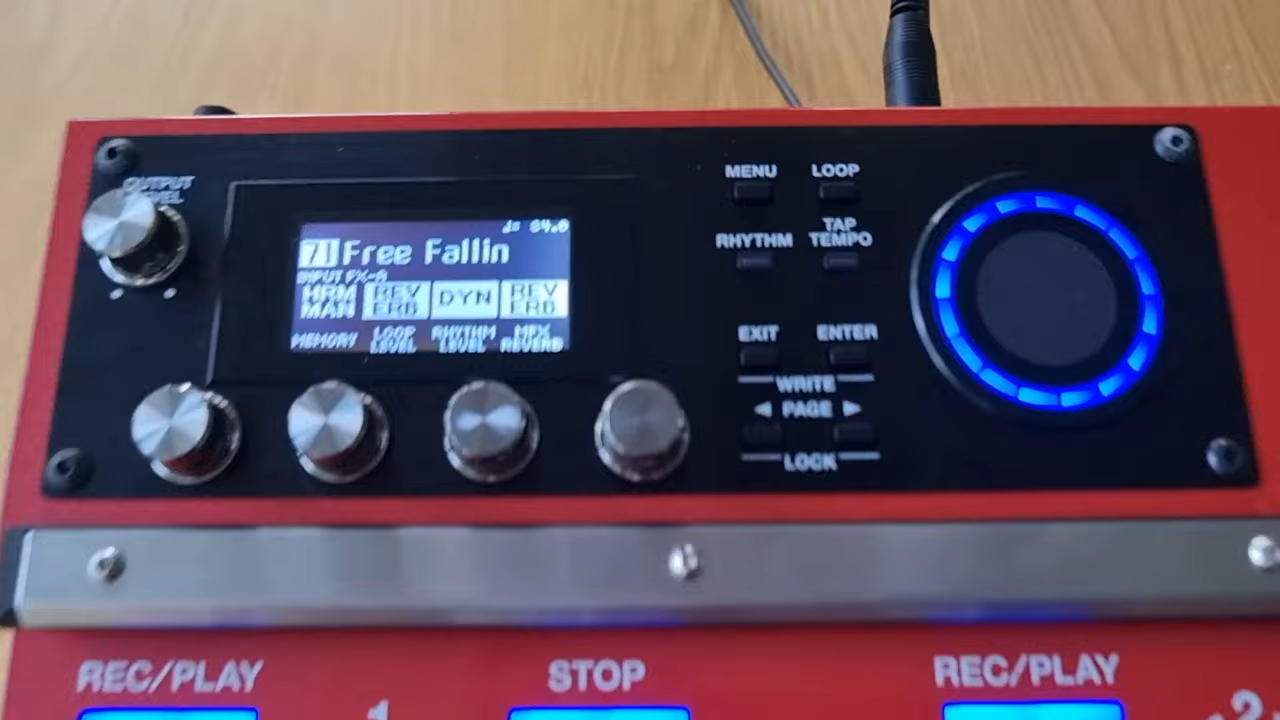 OUTPUT
LEVEL
♩= 84.0
71 Free Fallin
INPUT FX-A
HRM MAN
REV ERB
DYN
REV ERB
MEMORY
LOOP LEVEL
RHYTHM LEVEL
MFX REVERB
MENU
LOOP
RHYTHM
TAP
TEMPO
EXIT
ENTER
WRITE
◀ PAGE ▶
LOCK
REC/PLAY
1
STOP
REC/PLAY
2